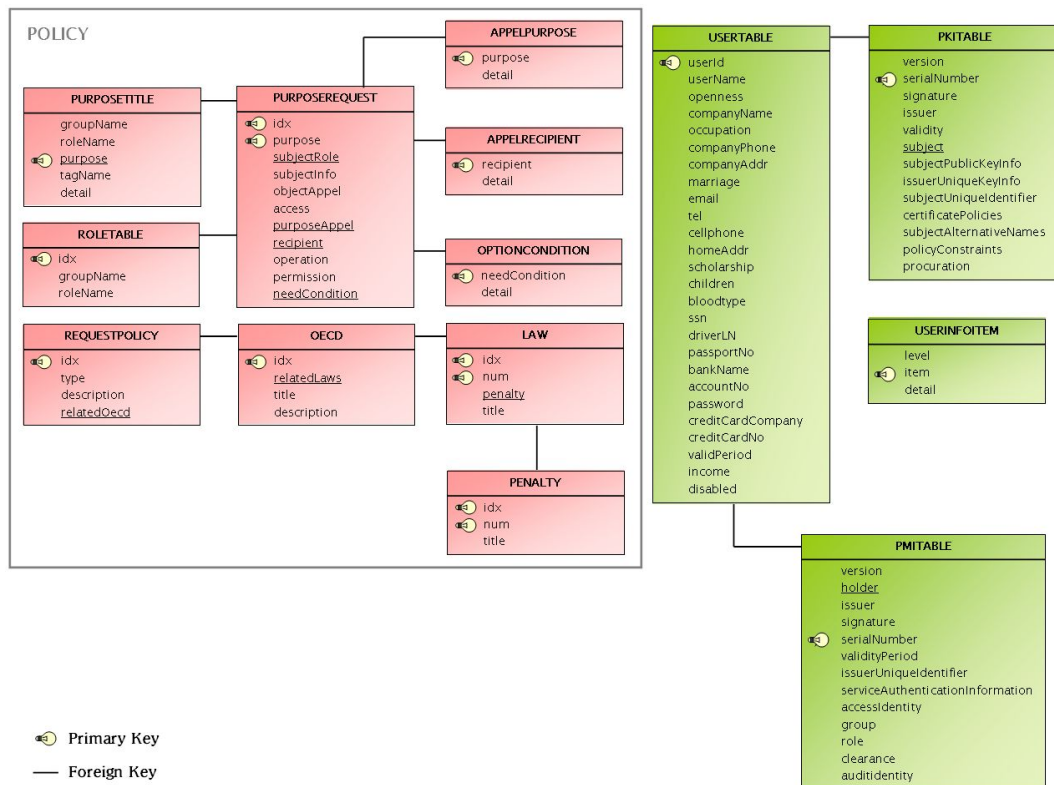 POLICY
PURPOSETITLE
groupName
roleName
purpose
tagName
detail
ROLETABLE
idx
groupName
roleName
REQUESTPOLICY
idx
type
description
relatedOecd
PURPOSEREQUEST
idx
purpose
subjectRole
subjectInfo
objectAppel
access
purposeAppel
recipient
operation
permission
needCondition
OECD
idx
relatedLaws
title
description
APPELPURPOSE
purpose
detail
APPELRECIPIENT
recipient
detail
OPTIONCONDITION
needCondition
detail
LAW
idx
num
penalty
title
PENALTY
idx
num
title
USERTABLE
userId
userName
openness
companyName
occupation
companyPhone
companyAddr
marriage
email
tel
cellphone
homeAddr
scholarship
children
bloodtype
ssn
driverLN
passportNo
bankName
accountNo
password
creditCardCompany
creditCardNo
validPeriod
income
disabled
PKITABLE
version
serialNumber
signature
issuer
validity
subject
subjectPublicKeyInfo
issuerUniqueKeyInfo
subjectUniqueIdentifier
certificatePolicies
subjectAlternativeNames
policyConstraints
procuration
USERINFOITEM
level
item
detail
PMITABLE
version
holder
issuer
signature
serialNumber
validityPeriod
issuerUniqueIdentifier
serviceAuthenticationInformation
accessIdentity
group
role
clearance
auditidentity
Primary Key
Foreign Key